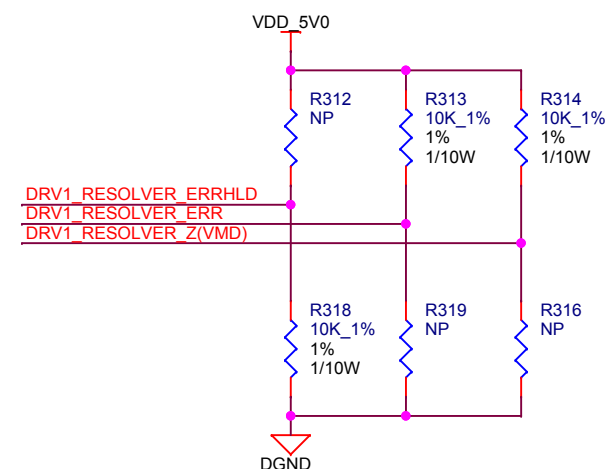 VDD_5V0
R312
NP
R313
10K_1%
1%
1/10W
R314
10K_1%
1%
1/10W
DRV1_RESOLVER_ERRHLD
DRV1_RESOLVER_ERR
DRV1_RESOLVER_Z(VMD)
R318
10K_1%
1%
1/10W
R319
NP
R316
NP
DGND